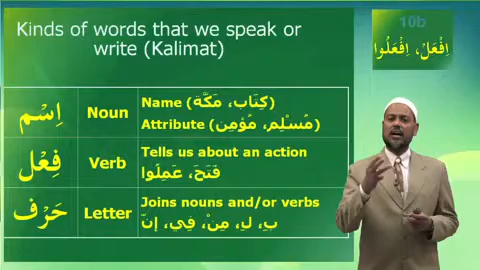 Kinds of words that we speak or
write (Kalimat)
10b
اِفْعَلْ، اِفْعَلُوا
اِسْم Noun Name (كِتَاب، مَكَّة)
Attribute (مُسْلِم، مُؤْمِن)
فِعْل Verb Tells us about an action
فَتَحَ، عَمِلُوا
حَرْف Letter Joins nouns and/or verbs
بِ، لِ، مِنْ، فِي، إِنّ